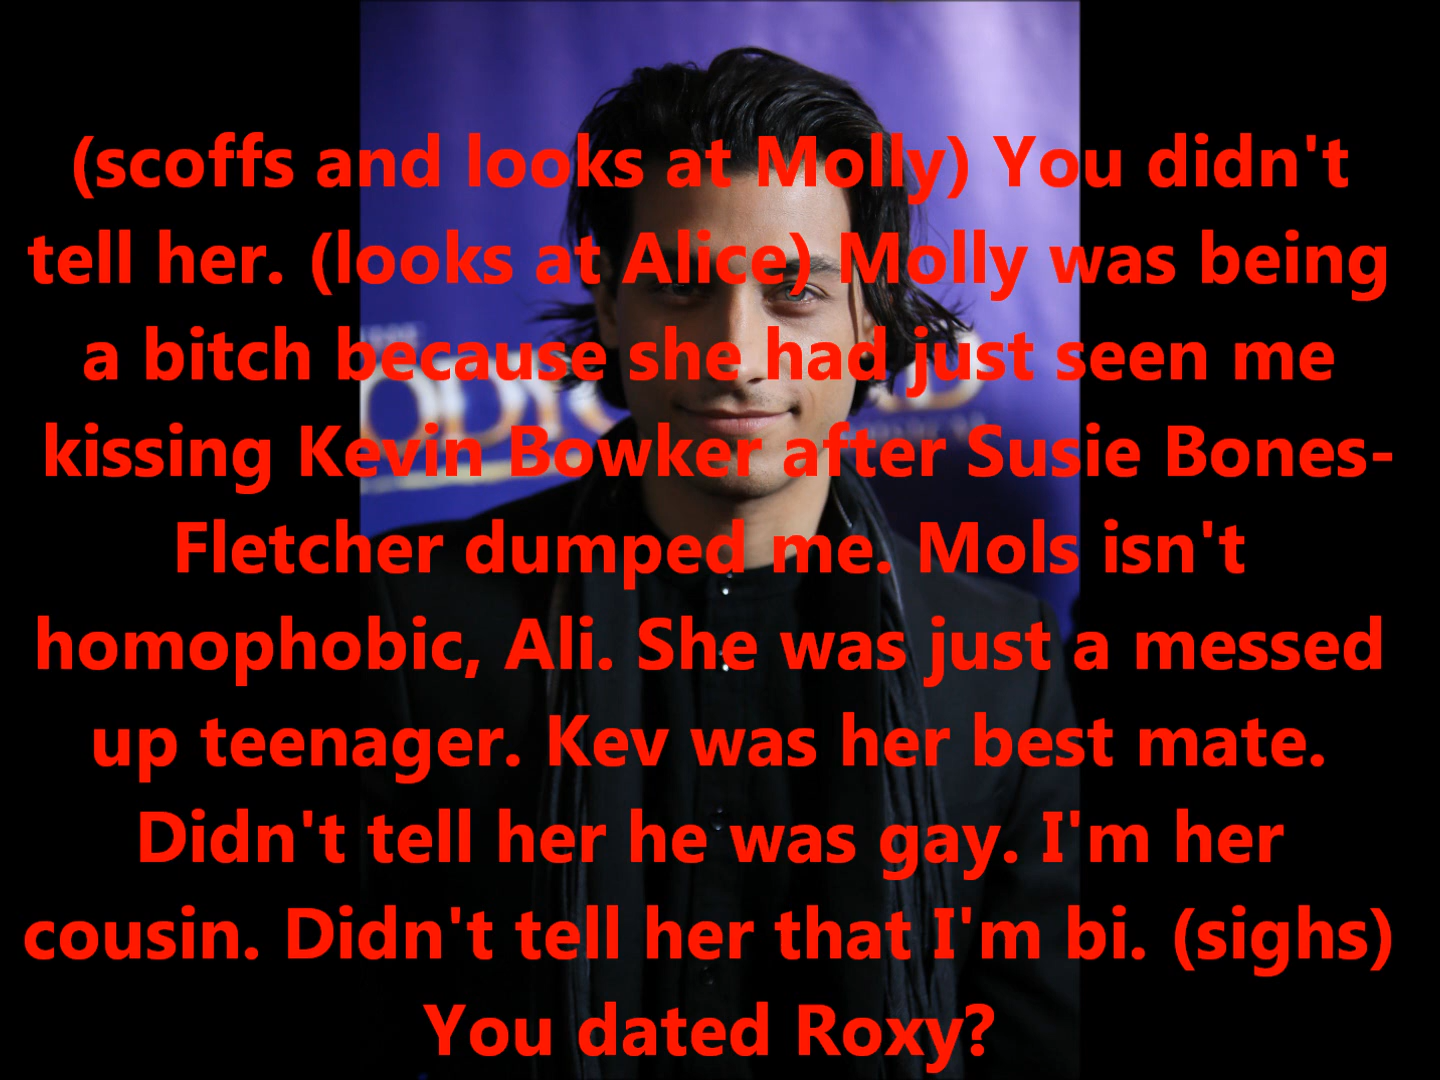 (scoffs and looks at Molly) You didn't
tell her. (looks at Alice) Molly was being
a bitch because she had just seen me
kissing Kevin Bowker after Susie Bones-
Fletcher dumped me. Mols isn't
homophobic, Ali. She was just a messed
up teenager. Kev was her best mate.
Didn't tell her he was gay. I'm her
cousin. Didn't tell her that I'm bi. (sighs)
You dated Roxy?